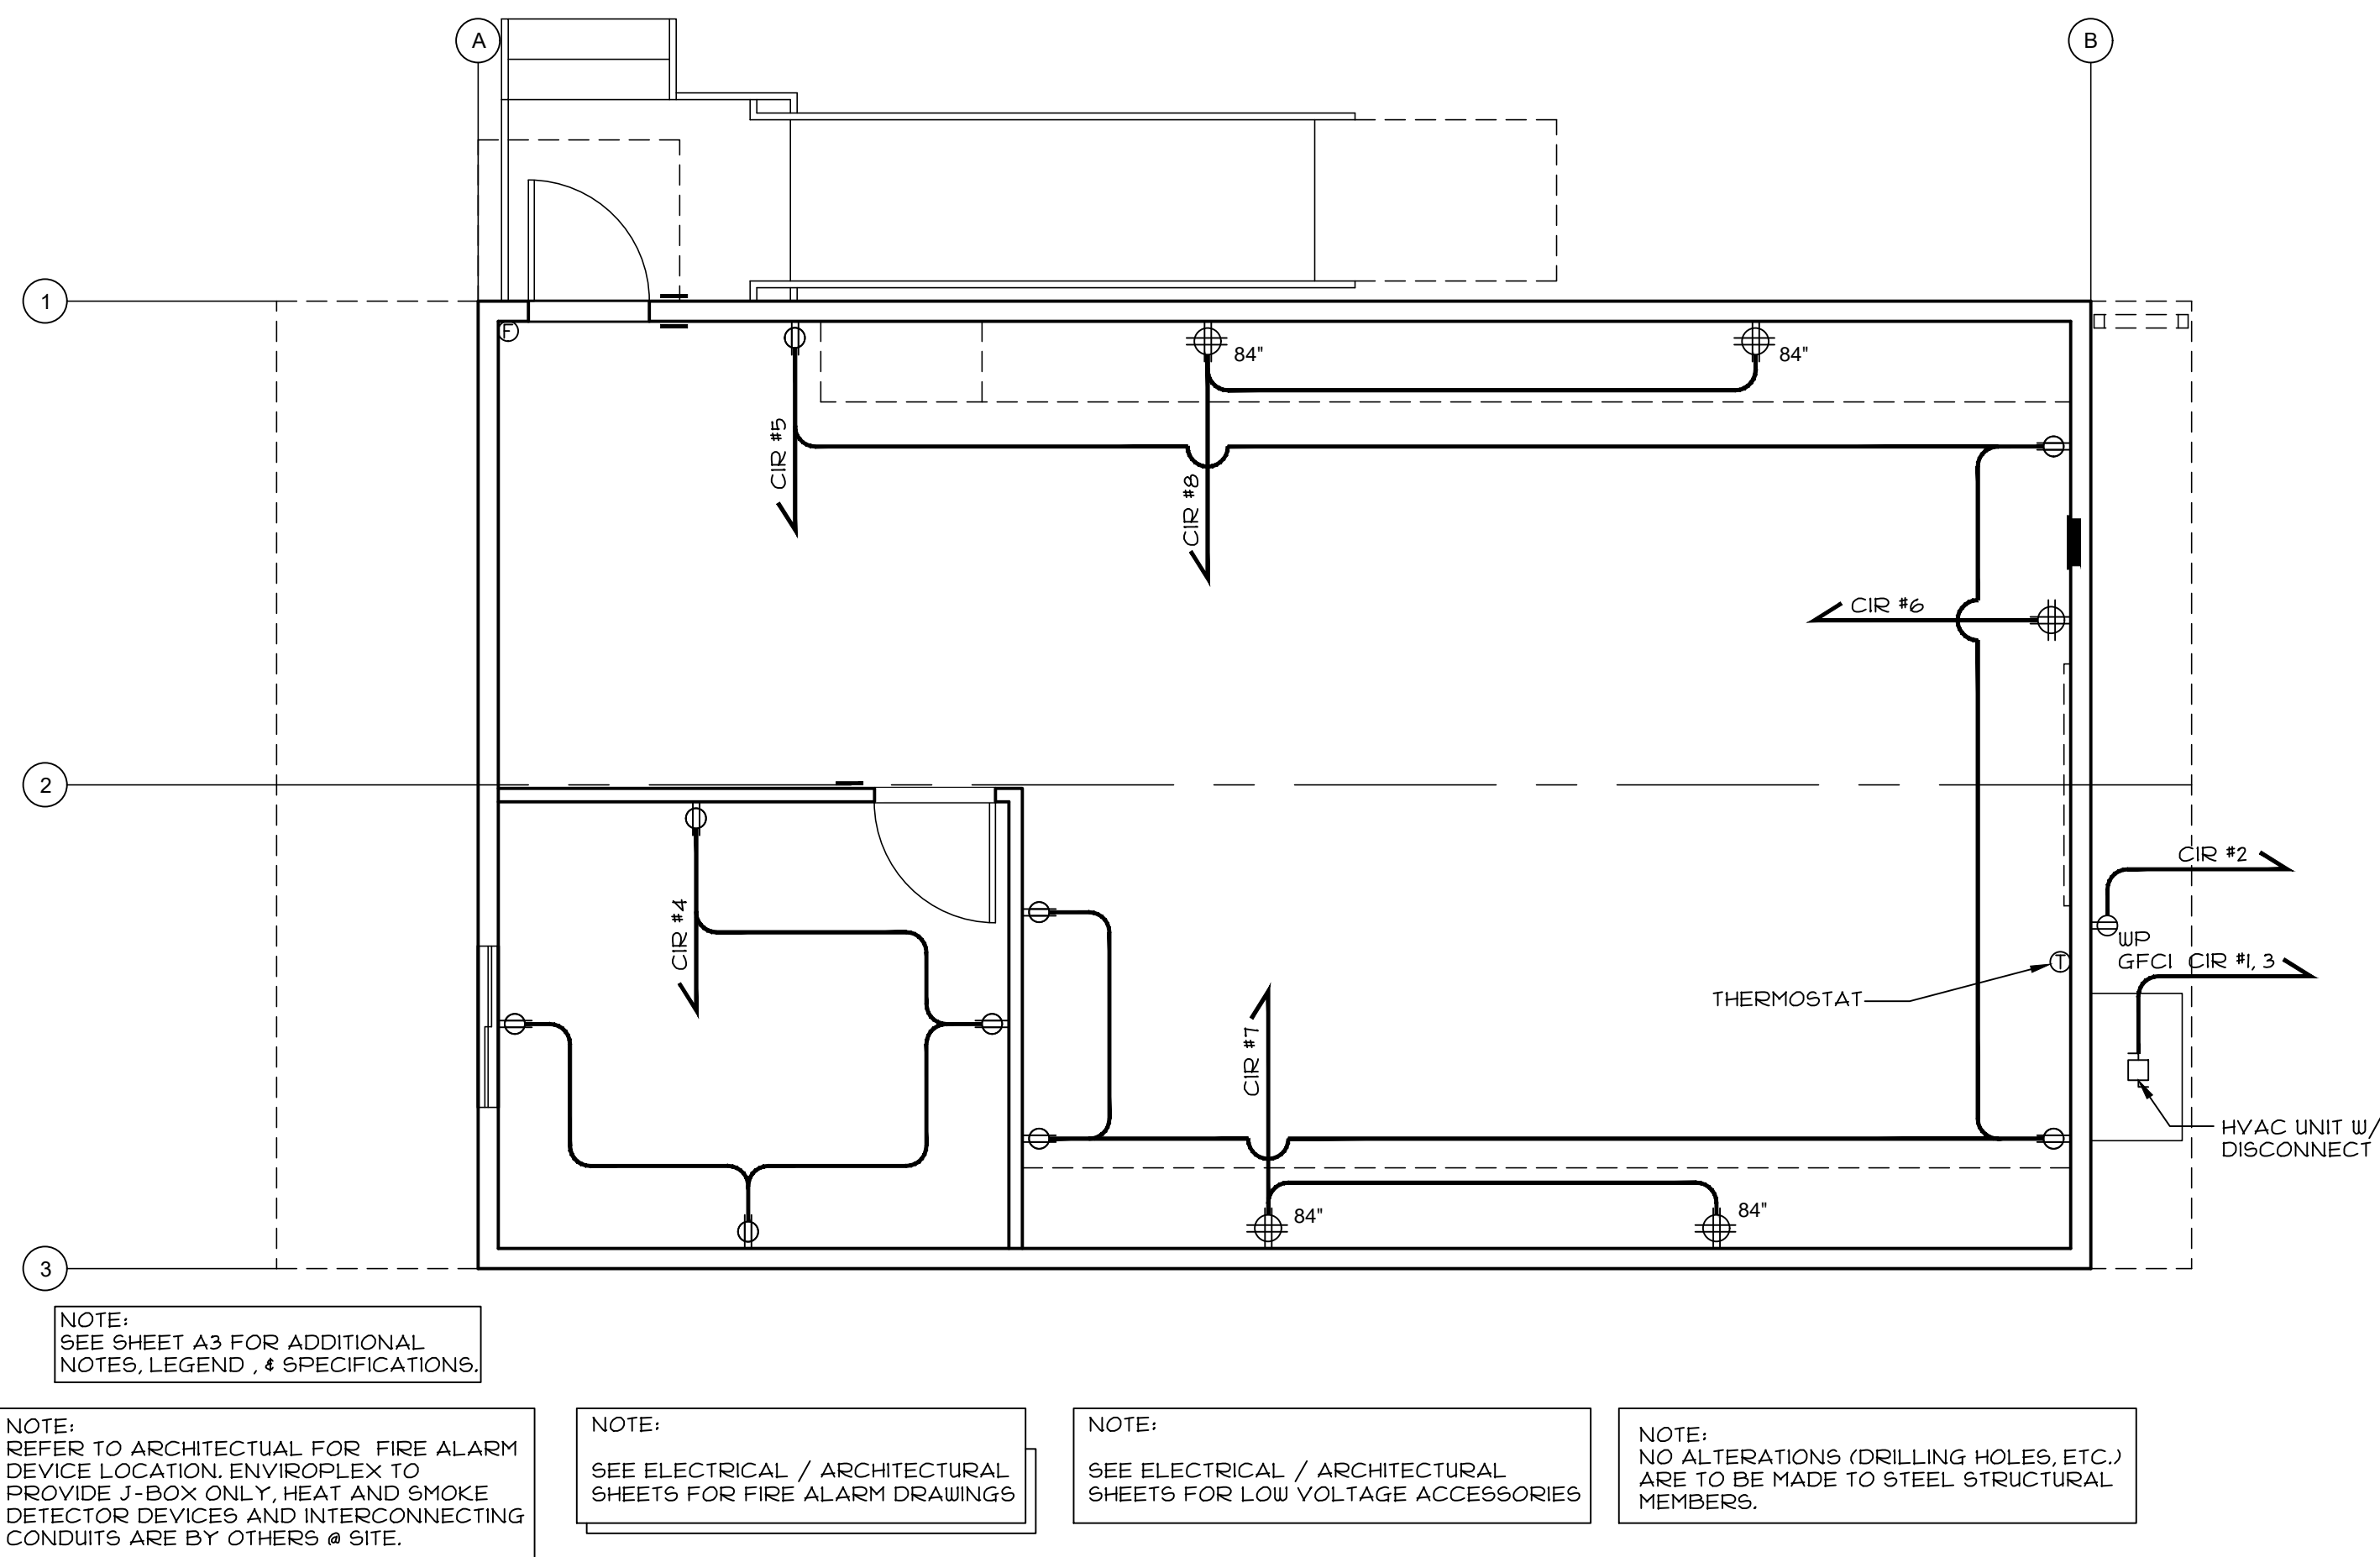 A
B
1
F
84"
84"
CIR #5
CIR #8
CIR #6
2
CIR #2
CIR #4
WP
GFCI CIR #1, 3
T
THERMOSTAT
CIR #7
HVAC UNIT W/
DISCONNECT
84"
84"
3
NOTE:
SEE SHEET A3 FOR ADDITIONAL
NOTES, LEGEND , & SPECIFICATIONS.
NOTE:
REFER TO ARCHITECTUAL FOR FIRE ALARM
DEVICE LOCATION. ENVIROPLEX TO
PROVIDE J-BOX ONLY, HEAT AND SMOKE
DETECTOR DEVICES AND INTERCONNECTING
CONDUITS ARE BY OTHERS @ SITE.
NOTE:
SEE ELECTRICAL / ARCHITECTURAL
SHEETS FOR FIRE ALARM DRAWINGS
NOTE:
SEE ELECTRICAL / ARCHITECTURAL
SHEETS FOR LOW VOLTAGE ACCESSORIES
NOTE:
NO ALTERATIONS (DRILLING HOLES, ETC.)
ARE TO BE MADE TO STEEL STRUCTURAL
MEMBERS.